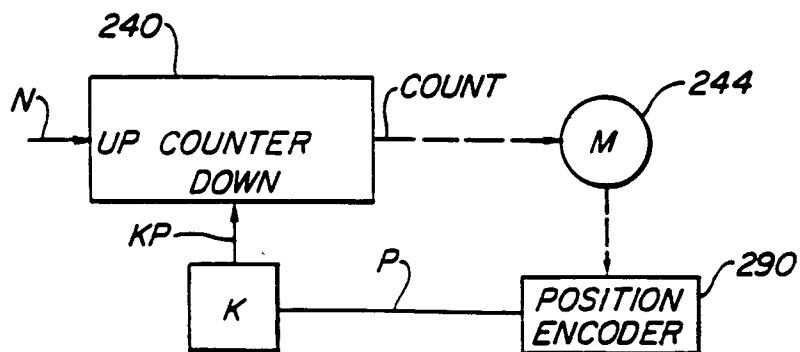 240
N
UP COUNTER
DOWN
COUNT
244
M
KP
K
P
POSITION
ENCODER
290